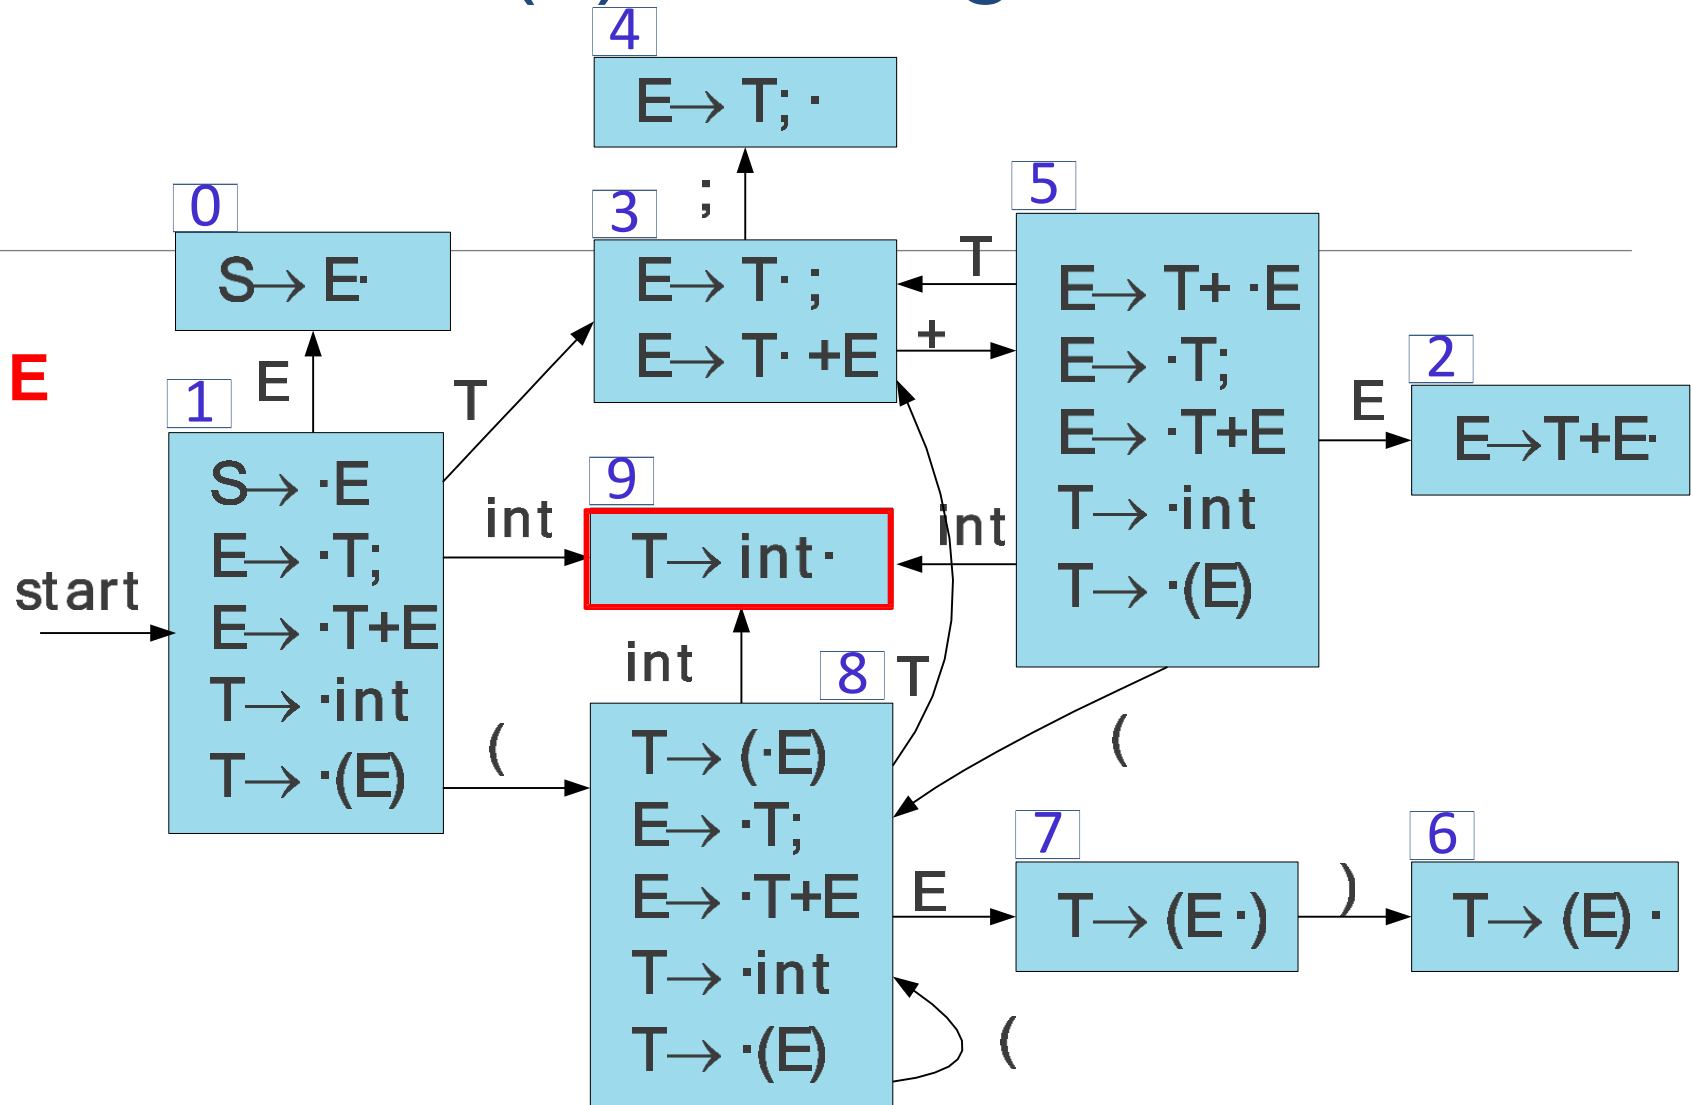 4
E→ T; ·
0
S→ E·
;
3
E→ T· ;
E→ T· +E
T
+
5
E→ T+ ·E
E→ ·T;
E→ ·T+E
T→ ·int
T→ ·(E)
E
2
E→T+E·
E
1
E
T
S→ ·E
E→ ·T;
E→ ·T+E
T→ ·int
T→ ·(E)
start
int
9
T→ int ·
int
int
(
8
T
T→ (·E)
E→ ·T;
E→ ·T+E
T→ ·int
T→ ·(E)
(
E
7
T→ (E ·)
)
6
T→ (E) ·
(